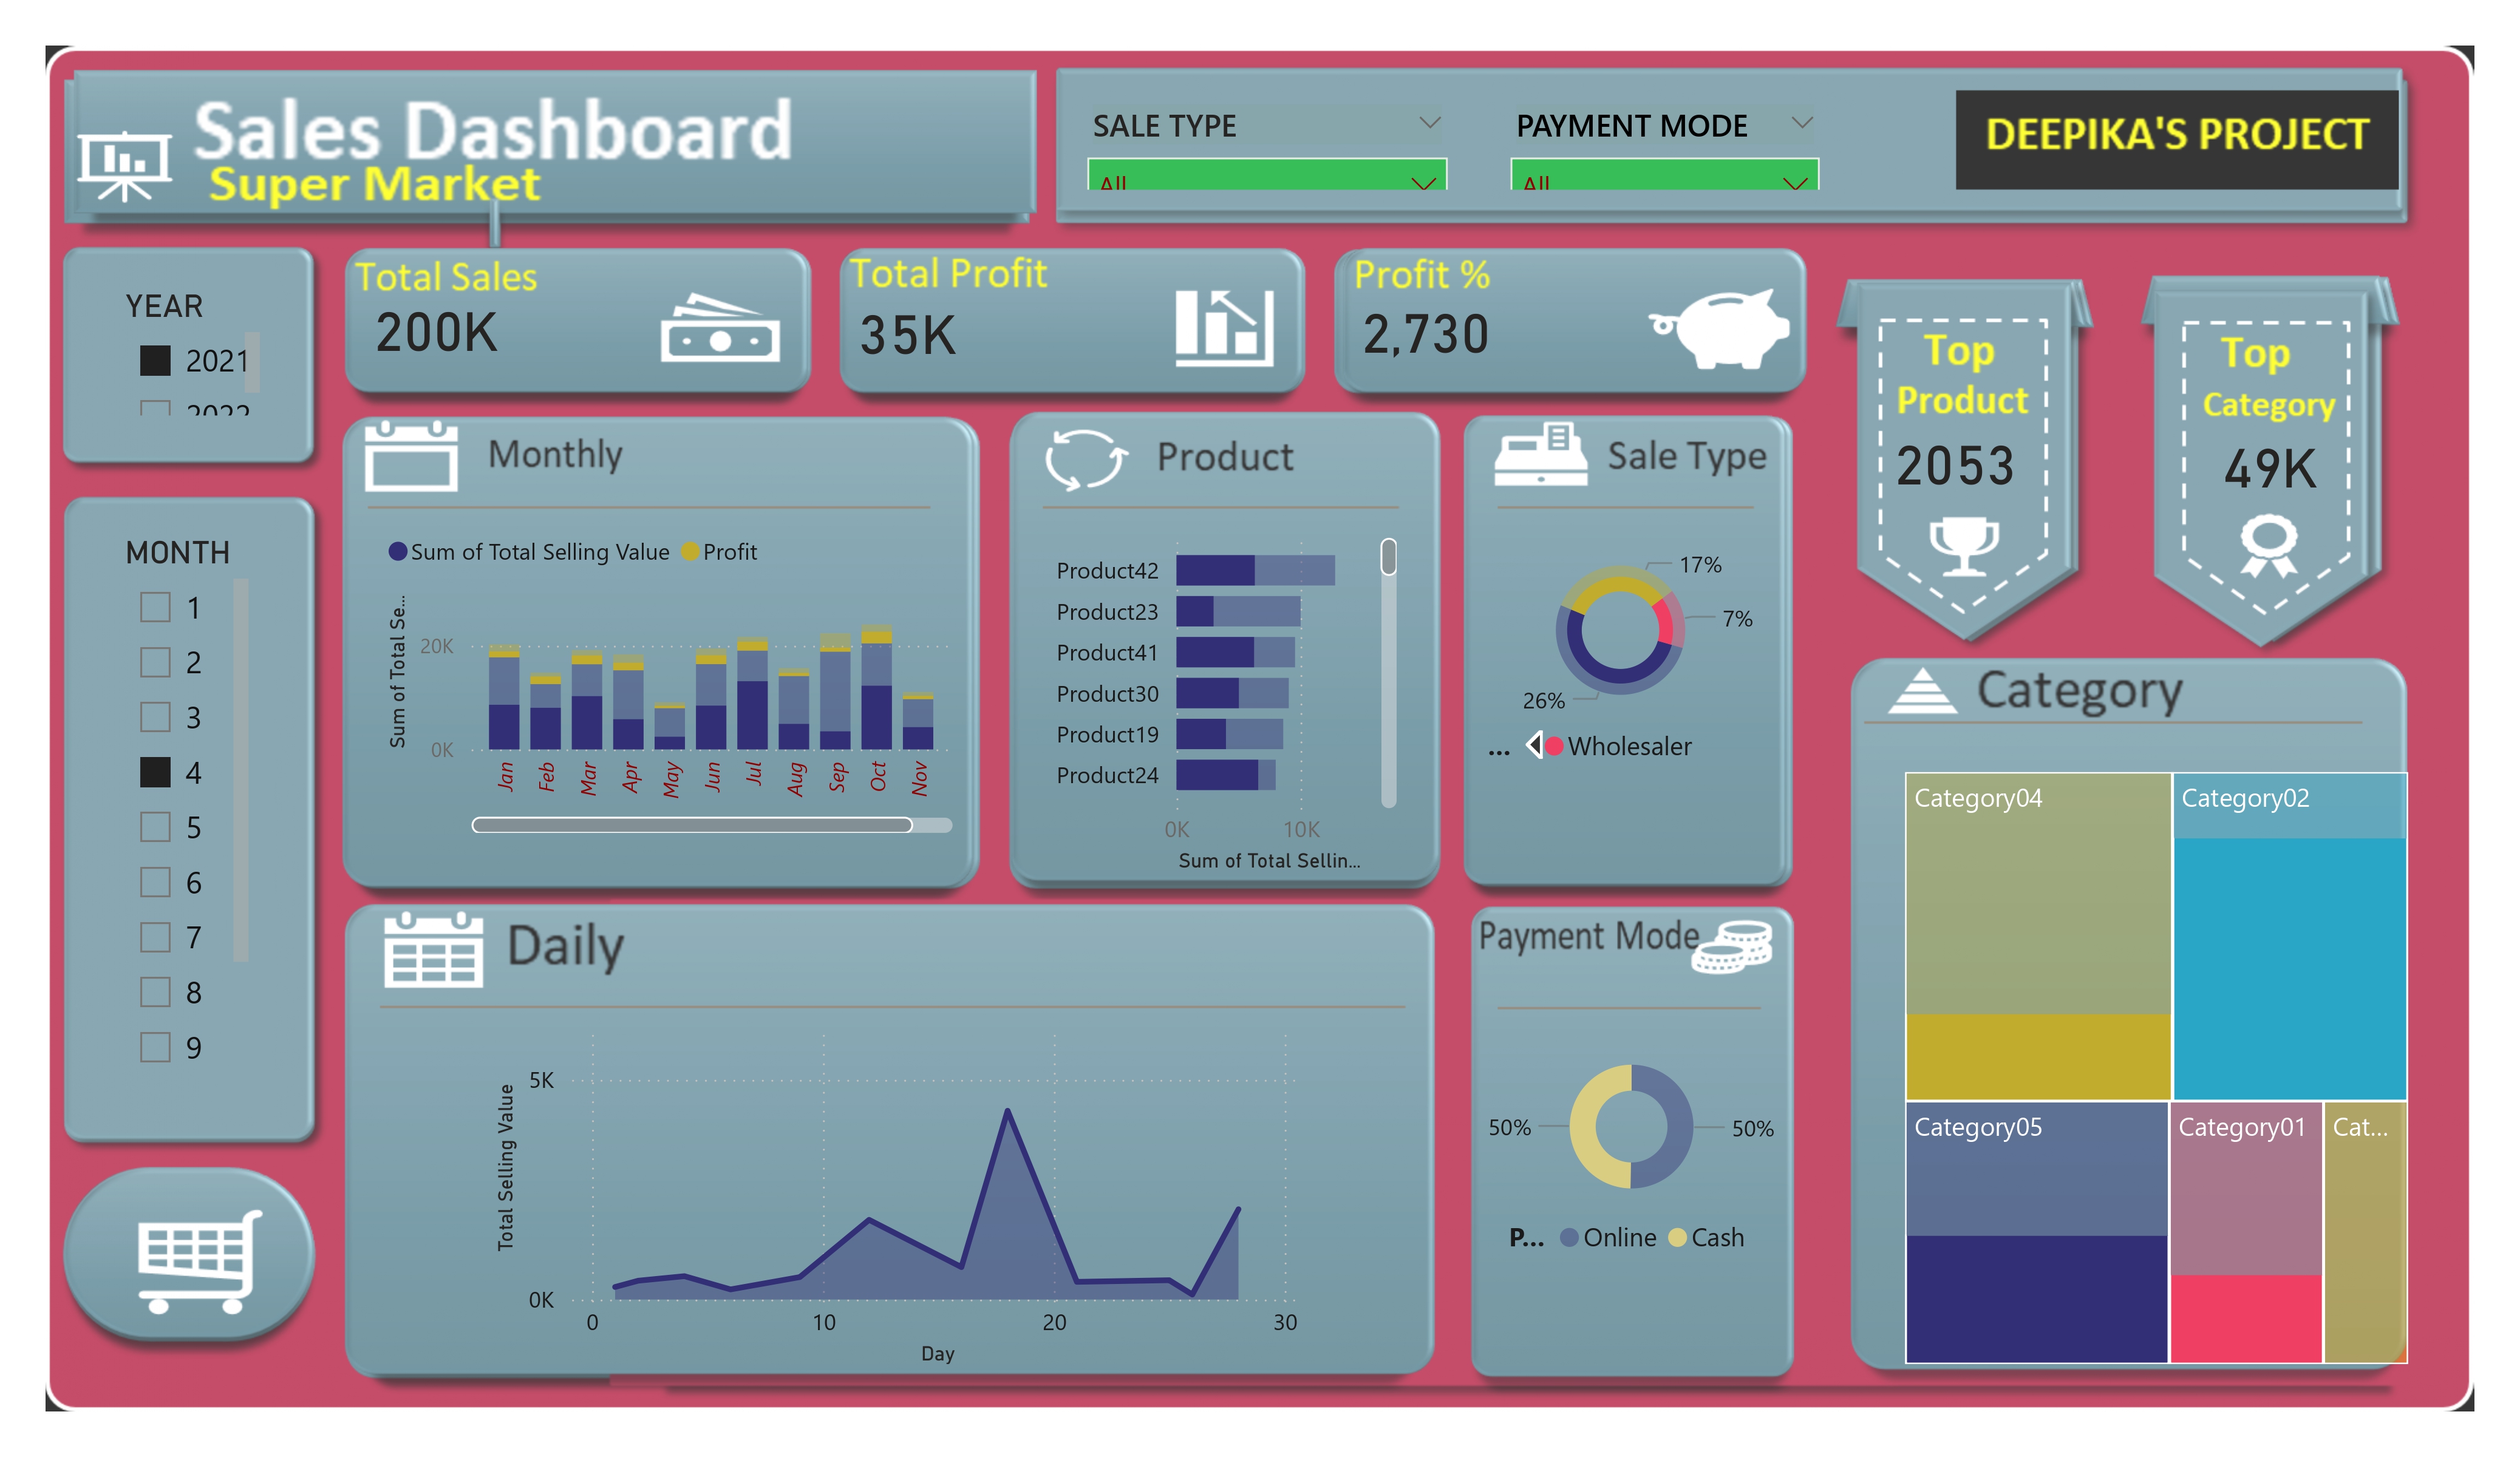 Sales Dashboard
Super Market
SALE TYPE
All
PAYMENT MODE
All
DEEPIKA'S PROJECT
YEAR
2021
2022
MONTH
1
2
3
4
5
6
7
8
9
Total Sales
200K
Total Profit
35K
Profit %
2,730
Top
Product
2053
Top
Category
49K
Monthly
Sum of Total Selling Value Profit
Sum of Total Se...
20K
0K
Jan Feb Mar Apr May Jun Jul Aug Sep Oct Nov
Product
Product42
Product23
Product41
Product30
Product19
Product24
0K 10K
Sum of Total Sellin...
Sale Type
17%
7%
26%
... Wholesaler
Daily
Total Selling Value
5K
0K
0 10 20 30
Day
Payment Mode
50% 50%
P... Online Cash
Category
Category04 Category02
Category05 Category01 Cat...